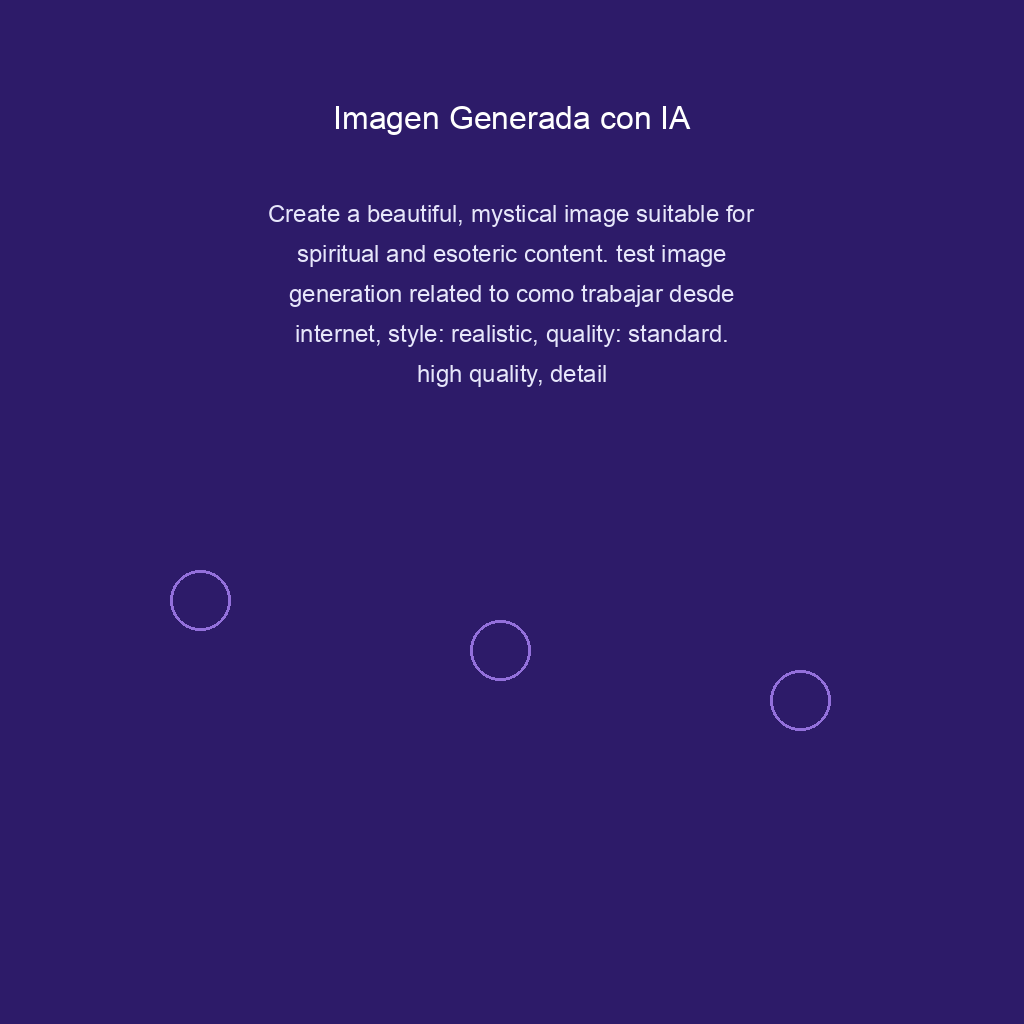 Imagen Generada con IA
Create a beautiful, mystical image suitable for
spiritual and esoteric content. test image
generation related to como trabajar desde
internet, style: realistic, quality: standard.
high quality, detail